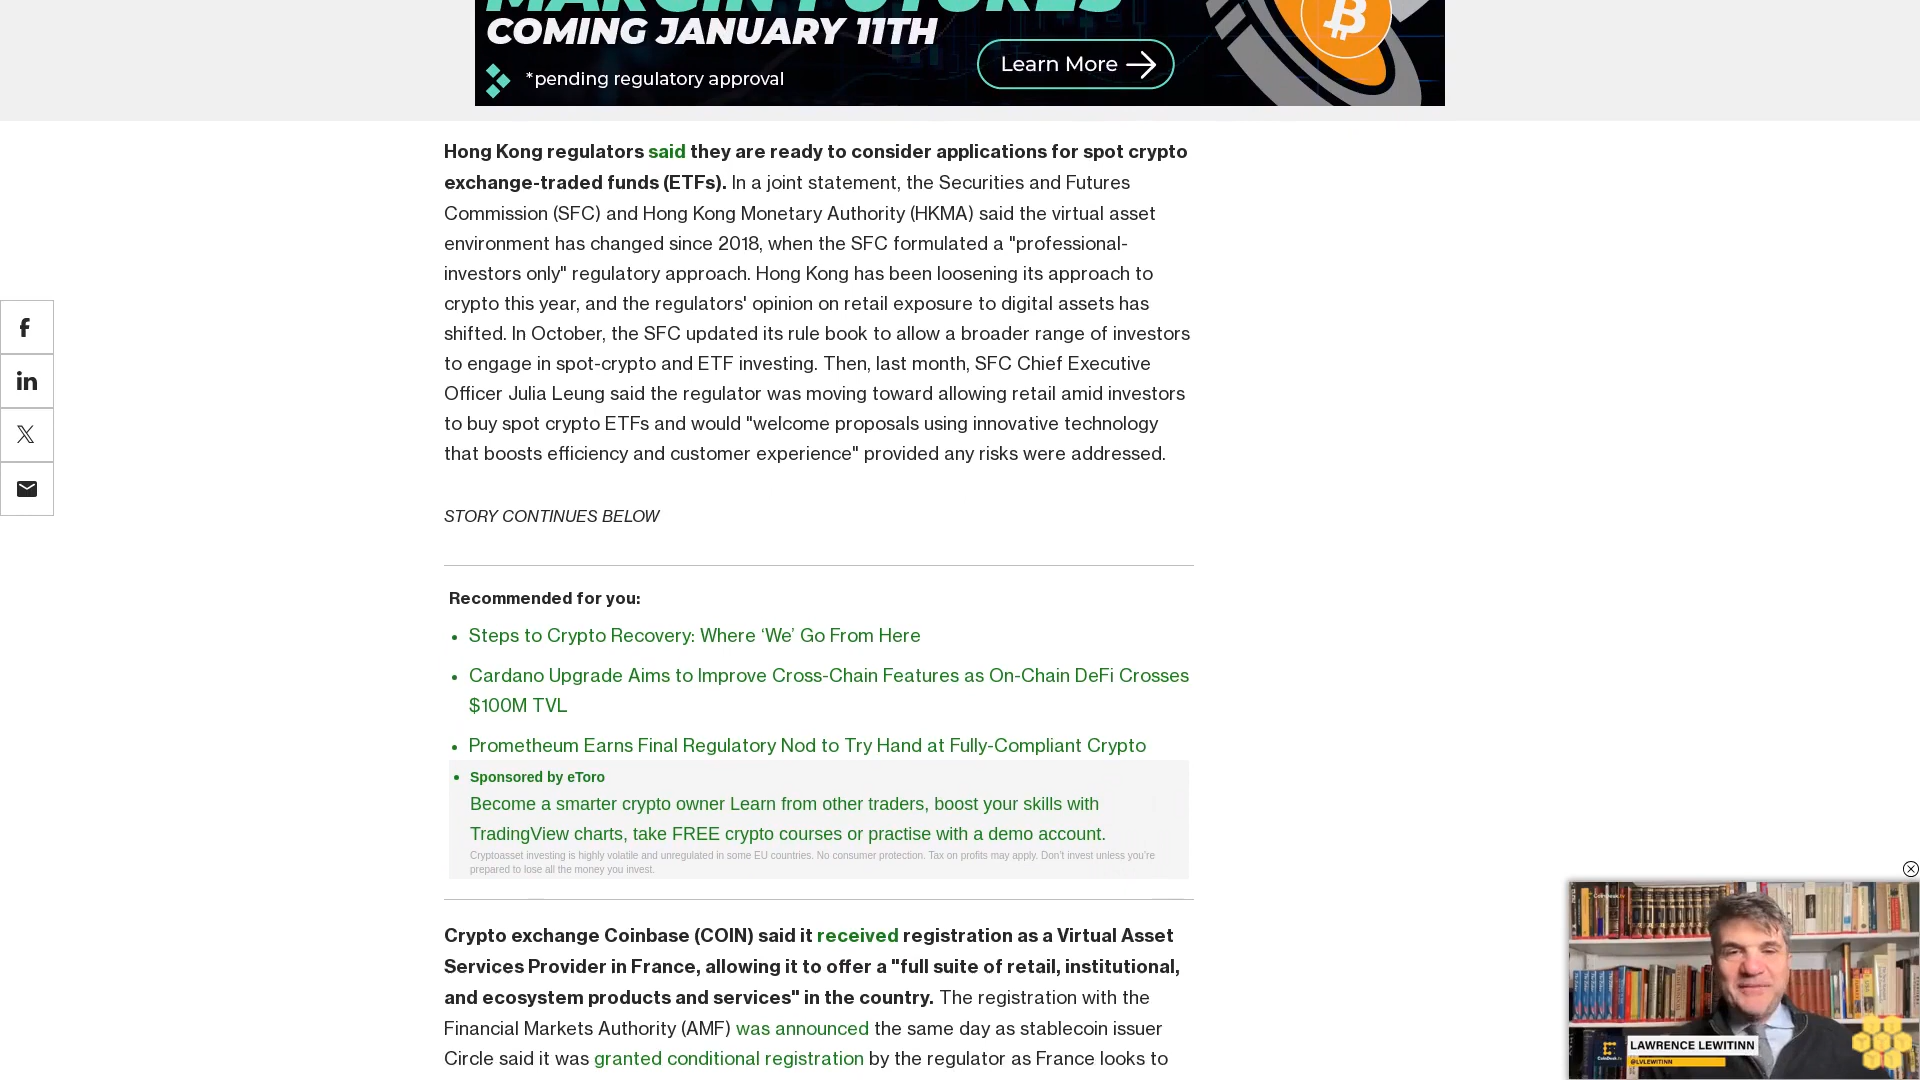 COMING JANUARY 11TH
Learn More
*pending regulatory approval
Hong Kong regulators said they are ready to consider applications for spot crypto
exchange-traded funds (ETFs). In a joint statement, the Securities and Futures
Commission (SFC) and Hong Kong Monetary Authority (HKMA) said the virtual asset
environment has changed since 2018, when the SFC formulated a "professional-
investors only" regulatory approach. Hong Kong has been loosening its approach to
crypto this year, and the regulators' opinion on retail exposure to digital assets has
shifted. In October, the SFC updated its rule book to allow a broader range of investors
to engage in spot-crypto and ETF investing. Then, last month, SFC Chief Executive
Officer Julia Leung said the regulator was moving toward allowing retail amid investors
to buy spot crypto ETFs and would "welcome proposals using innovative technology
that boosts efficiency and customer experience" provided any risks were addressed.
STORY CONTINUES BELOW
Recommended for you:
• Steps to Crypto Recovery: Where ‘We’ Go From Here
• Cardano Upgrade Aims to Improve Cross-Chain Features as On-Chain DeFi Crosses
$100M TVL
• Prometheum Earns Final Regulatory Nod to Try Hand at Fully-Compliant Crypto
• Sponsored by eToro
Become a smarter crypto owner Learn from other traders, boost your skills with
TradingView charts, take FREE crypto courses or practise with a demo account.
Cryptoasset investing is highly volatile and unregulated in some EU countries. No consumer protection. Tax on profits may apply. Don’t invest unless you’re
prepared to lose all the money you invest.
Crypto exchange Coinbase (COIN) said it received registration as a Virtual Asset
Services Provider in France, allowing it to offer a "full suite of retail, institutional,
and ecosystem products and services" in the country. The registration with the
Financial Markets Authority (AMF) was announced the same day as stablecoin issuer
Circle said it was granted conditional registration by the regulator as France looks to
LAWRENCE LEWITINN
@LVLEWITINN